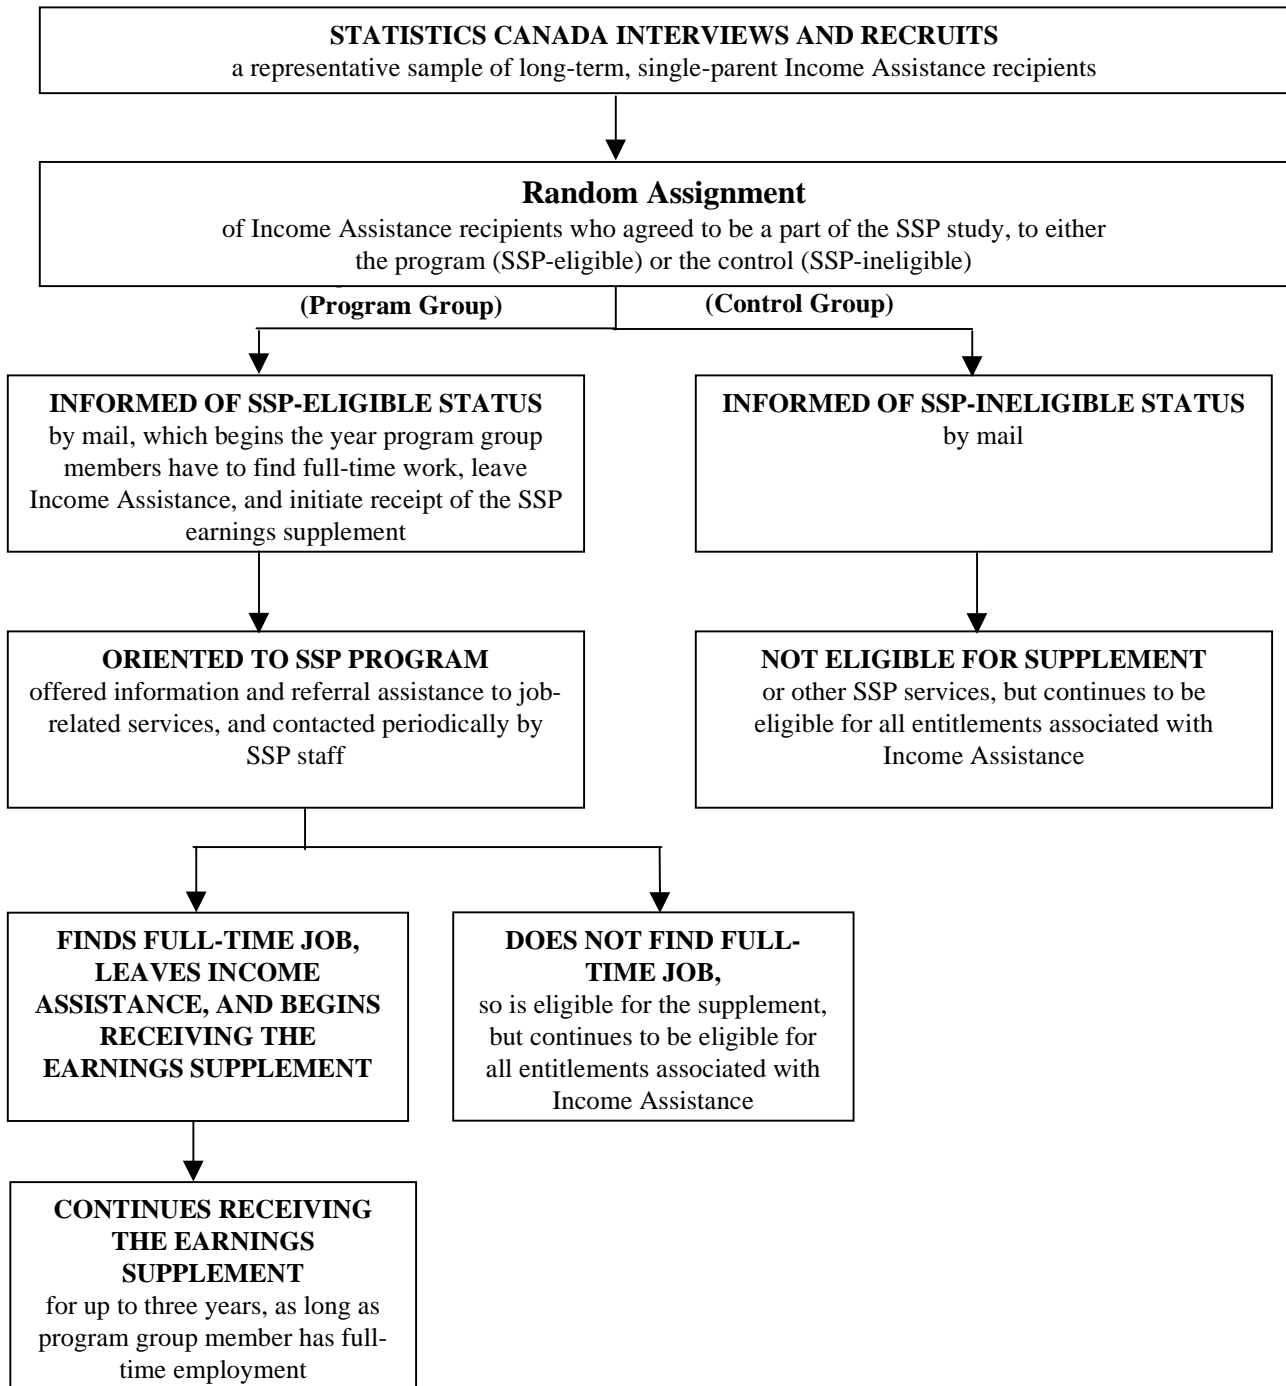 STATISTICS CANADA INTERVIEWS AND RECRUITS
a representative sample of long-term, single-parent Income Assistance recipients
Random Assignment
of Income Assistance recipients who agreed to be a part of the SSP study, to either
the program (SSP-eligible) or the control (SSP-ineligible)
(Program Group)
(Control Group)
INFORMED OF SSP-ELIGIBLE STATUS
by mail, which begins the year program group
members have to find full-time work, leave
Income Assistance, and initiate receipt of the SSP
earnings supplement
INFORMED OF SSP-INELIGIBLE STATUS
by mail
ORIENTED TO SSP PROGRAM
offered information and referral assistance to job-
related services, and contacted periodically by
SSP staff
NOT ELIGIBLE FOR SUPPLEMENT
or other SSP services, but continues to be
eligible for all entitlements associated with
Income Assistance
FINDS FULL-TIME JOB,
LEAVES INCOME
ASSISTANCE, AND BEGINS
RECEIVING THE
EARNINGS SUPPLEMENT
DOES NOT FIND FULL-
TIME JOB,
so is eligible for the supplement,
but continues to be eligible for
all entitlements associated with
Income Assistance
CONTINUES RECEIVING
THE EARNINGS
SUPPLEMENT
for up to three years, as long as
program group member has full-
time employment